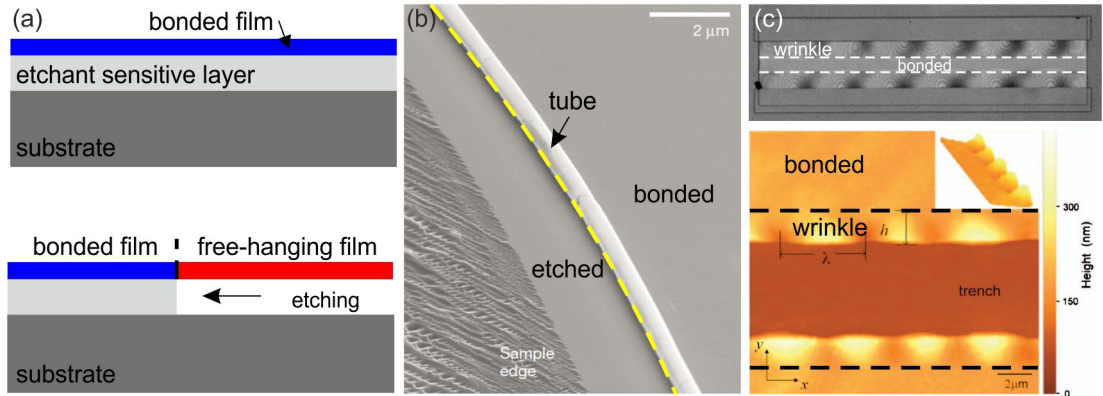 (a)
bonded film
etchant sensitive layer
substrate
bonded film
free-hanging film
etching
substrate
(b)
2 μm
tube
bonded
etched
Sample
edge
(c)
wrinkle
bonded
bonded
wrinkle
h
λ
trench
y
x
2μm
300
150
0
Height (nm)